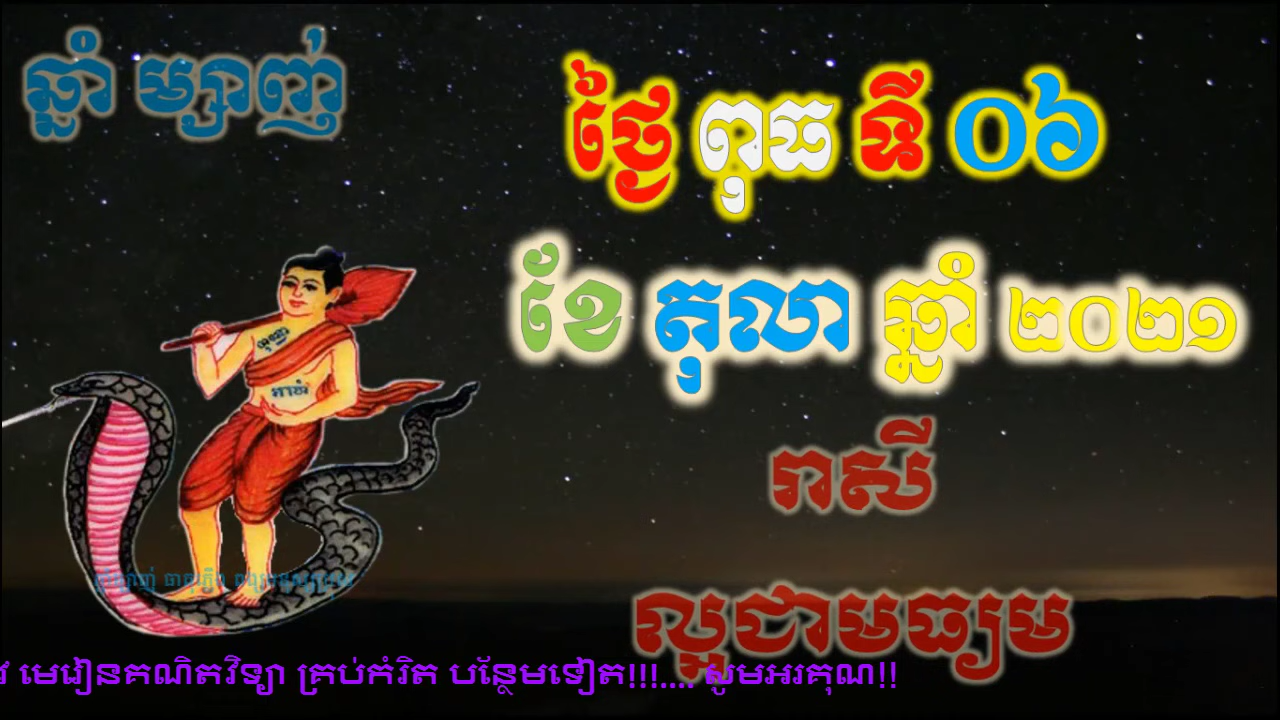 ឆ្នាំ ម្សាញ់
ថ្ងៃ ពុធ ទី ០៦
ខែ តុលា ឆ្នាំ ២០២១
រាសី
ល្អជាមធ្យម
មេរៀនគណិតវិទ្យា គ្រប់កំរិត បន្ថែមទៀត!!!.... សូមអរគុណ!!